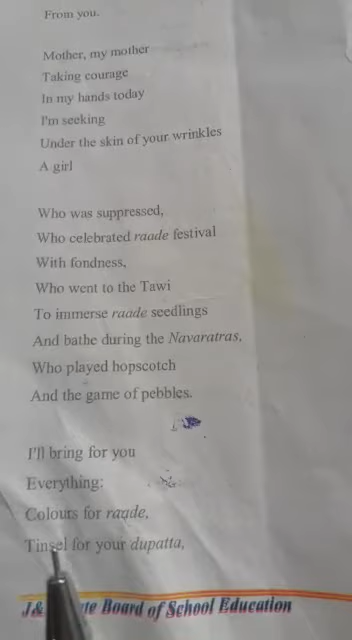 From you.
Mother, my mother
Taking courage
In my hands today
I'm seeking
Under the skin of your wrinkles
A girl
Who was suppressed,
Who celebrated raade festival
With fondness,
Who went to the Tawi
To immerse raade seedlings
And bathe during the Navaratras,
Who played hopscotch
And the game of pebbles.
I'll bring for you
Everything:
Colours for raade,
Tinsel for your dupatta,
J& te Board of School Education